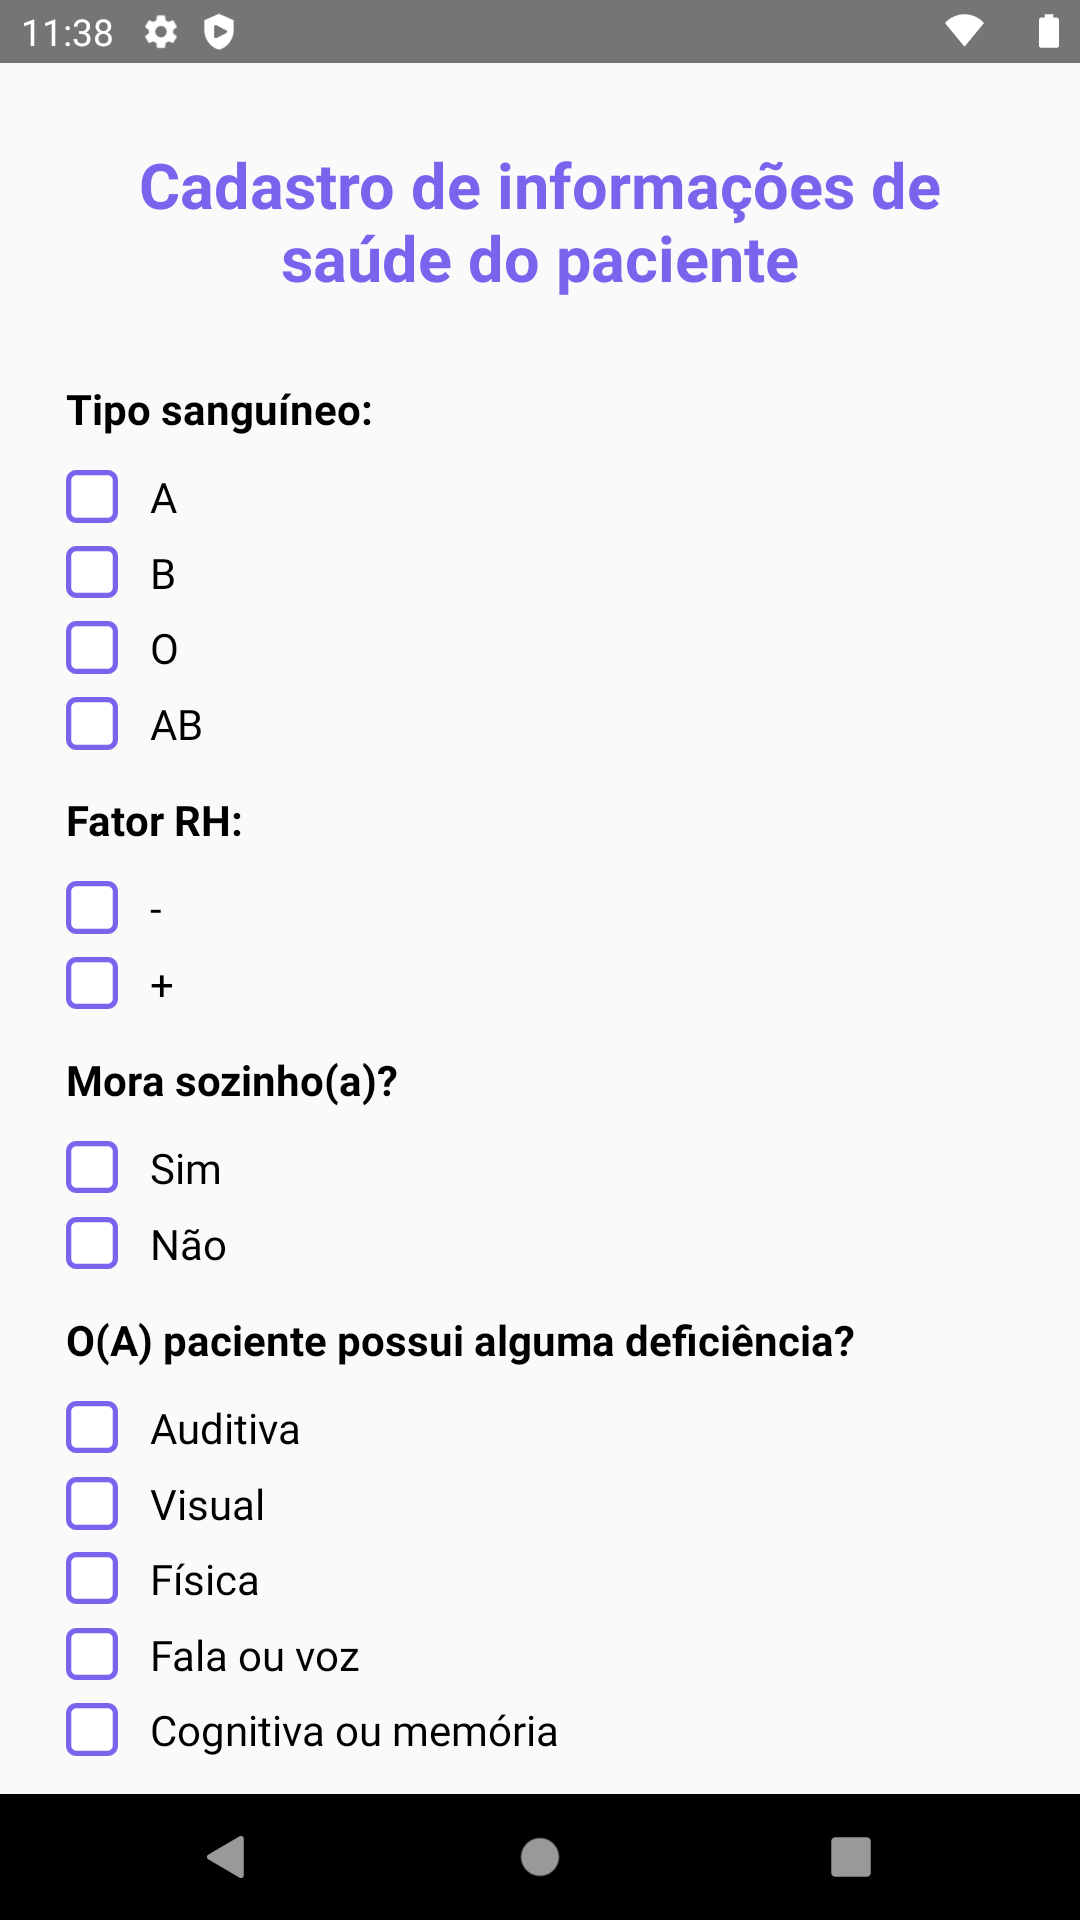 11:38
Cadastro de informações de
saúde do paciente
Tipo sanguíneo:
A
B
O
AB
Fator RH:
-
+
Mora sozinho(a)?
Sim
Não
O(A) paciente possui alguma deficiência?
Auditiva
Visual
Física
Fala ou voz
Cognitiva ou memória